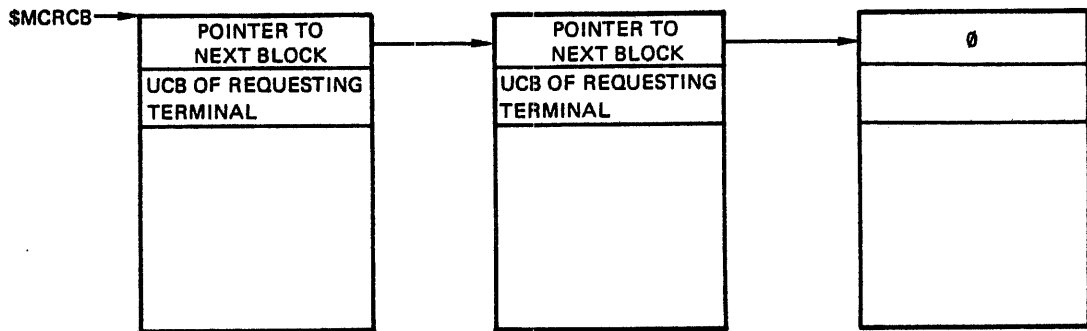 $MCRCB
POINTER TO
NEXT BLOCK
UCB OF REQUESTING
TERMINAL
POINTER TO
NEXT BLOCK
UCB OF REQUESTING
TERMINAL
Ø